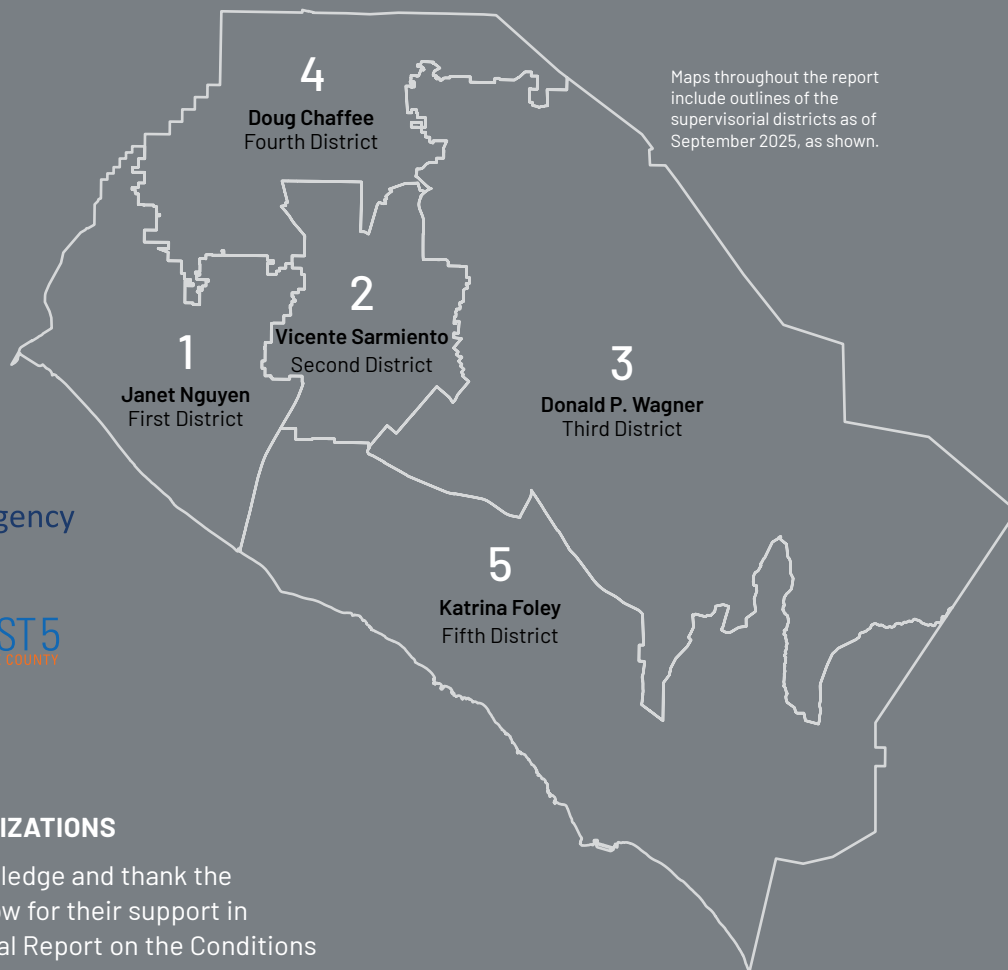 4
Doug Chaffee
Fourth District
Maps throughout the report
include outlines of the
supervisorial districts as of
September 2025, as shown.
2
Vicente Sarmiento
Second District
1
Janet Nguyen
First District
3
Donald P. Wagner
Third District
gency
5
Katrina Foley
Fifth District
ST 5
COUNTY
IZATIONS
ledge and thank the
ow for their support in
al Report on the Conditions